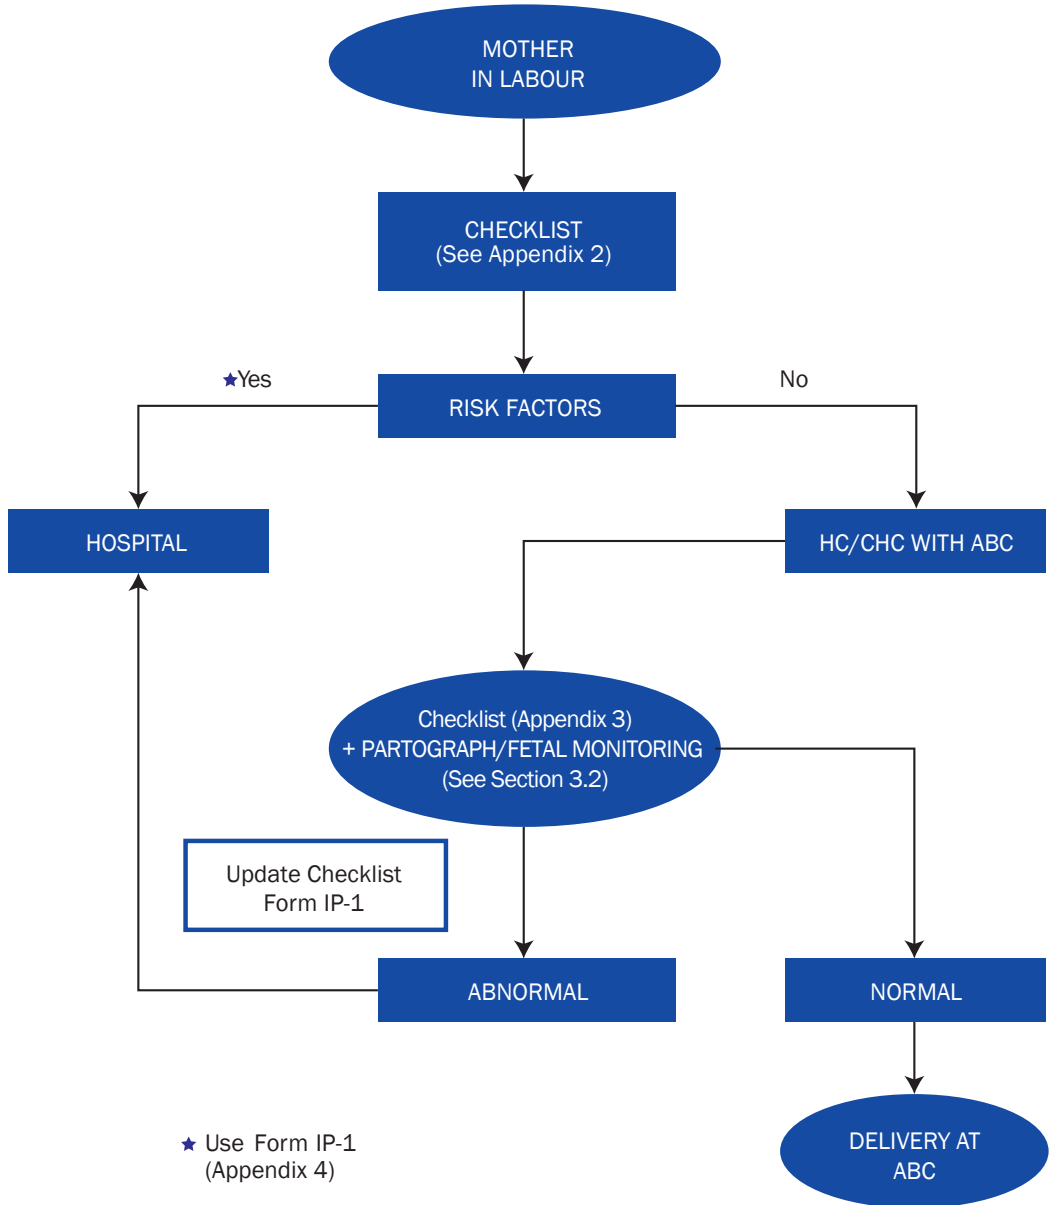 MOTHER
IN LABOUR
CHECKLIST
(See Appendix 2)
★Yes
No
RISK FACTORS
HOSPITAL
HC/CHC WITH ABC
Checklist (Appendix 3)
+ PARTOGRAPH/FETAL MONITORING
(See Section 3.2)
Update Checklist
Form IP-1
ABNORMAL
NORMAL
★ Use Form IP-1
(Appendix 4)
DELIVERY AT
ABC